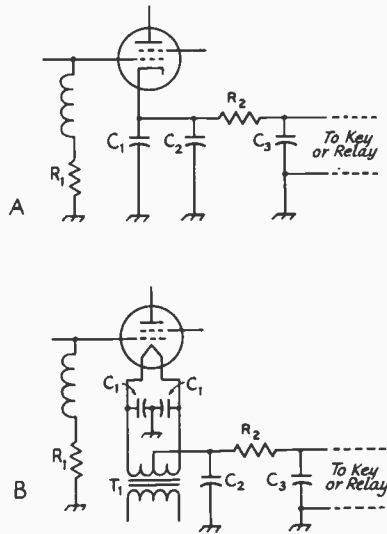 R2
C1
C2
C3
To Key
or Relay
R1
A
C1
C1
R2
R1
T1
C2
C3
To Key
or Relay
B